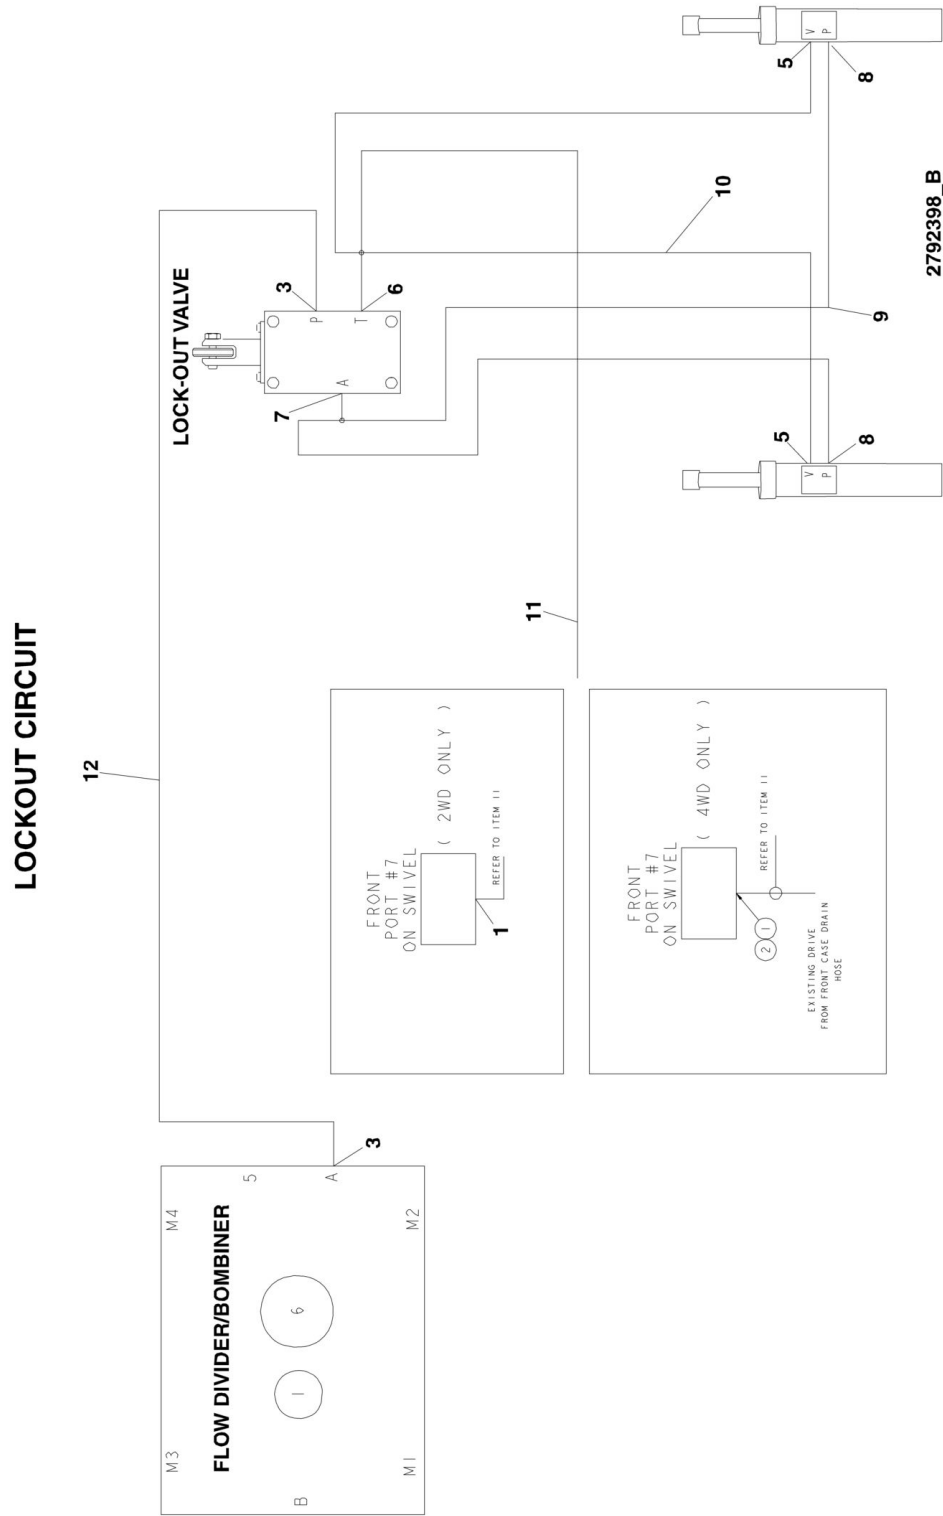 LOCKOUT CIRCUIT
12
LOCK-OUT VALVE
3
P
6
T
A
7
5
V
P
8
10
9
5
V
P
8
11
FRONT
PORT #7
ON SWIVEL
( 2WD ONLY )
REFER TO ITEM 11
1
FRONT
PORT #7
ON SWIVEL
( 4WD ONLY )
REFER TO ITEM 11
2 1
EXISTING DRIVE
FROM FRONT CASE DRAIN
HOSE
M3
M4
FLOW DIVIDER/BOMBINER
5
B
1
6
A
3
M1
M2
2792398_B